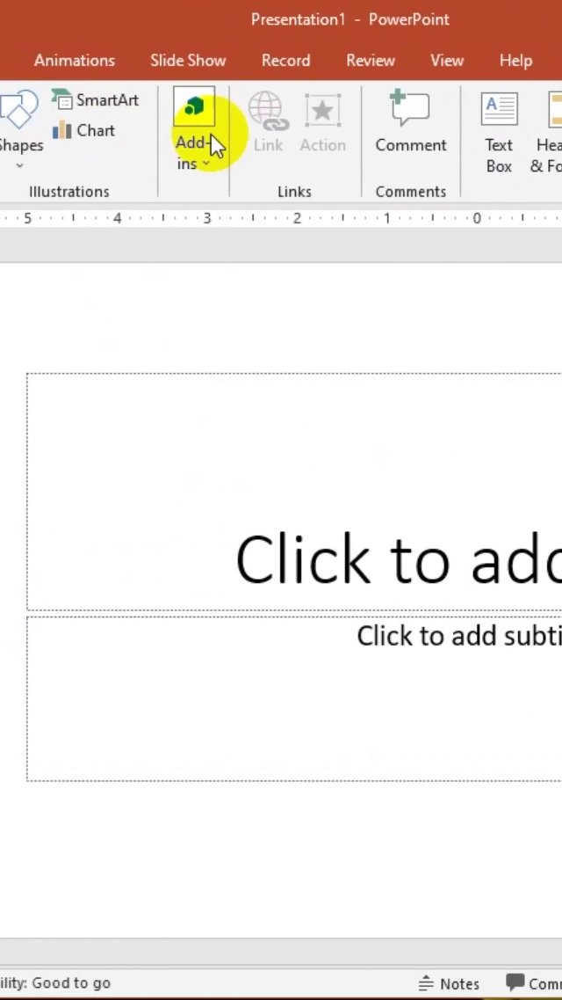 Presentation1 - PowerPoint
Animations Slide Show Record Review View Help
SmartArt
Chart
Shapes
Add-
ins
Link
Action
Comment
Text
Box
Hea
& Fo
Illustrations
Links
Comments
5 4 3 2 1 0
Click to add
Click to add subti
ility: Good to go
Notes
Comm